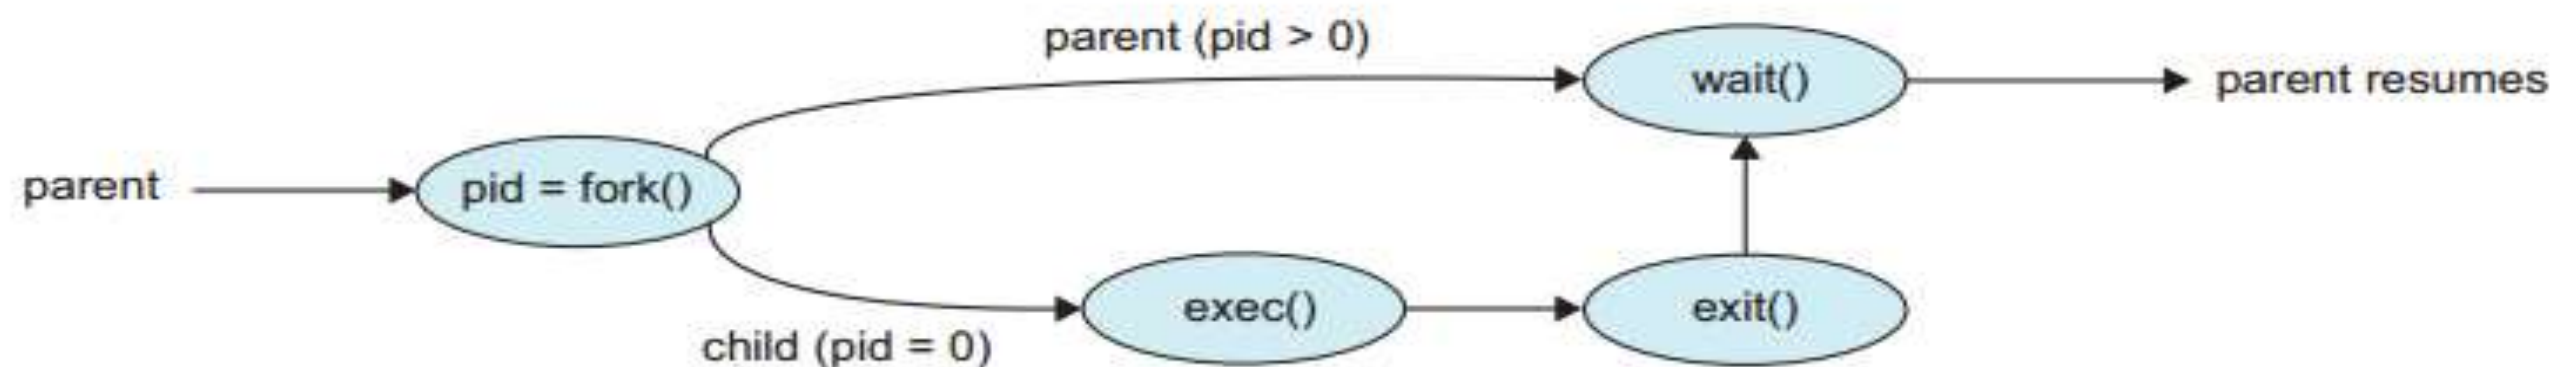 parent (pid > 0)
wait()
parent resumes
parent
pid = fork()
exec()
exit()
child (pid = 0)